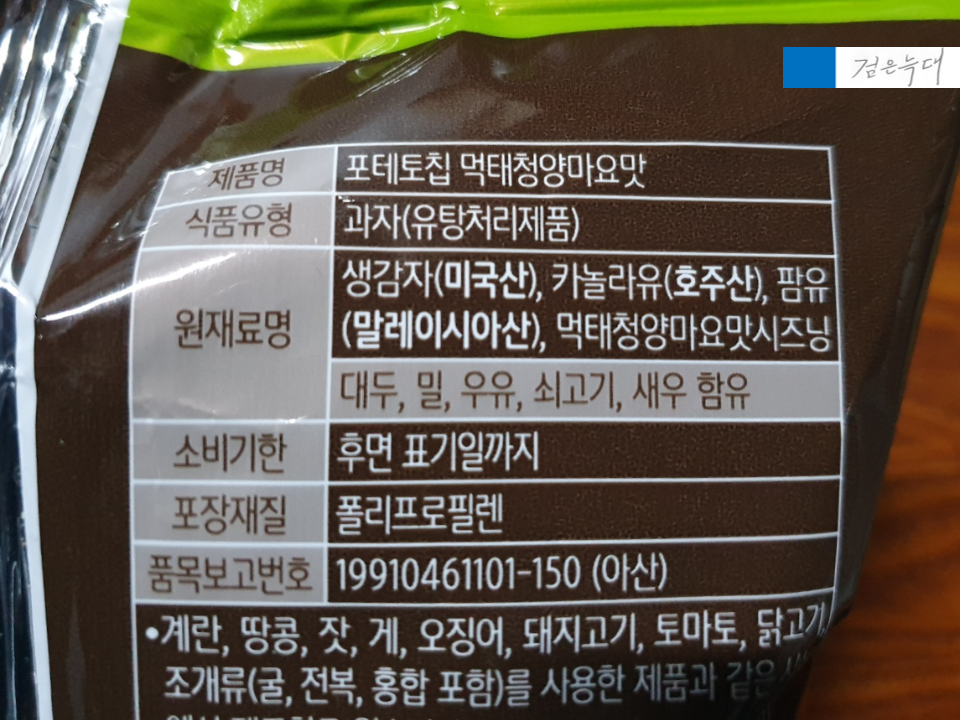 검은늑대
제품명 포테토칩 먹태청양마요맛
식품유형 과자(유탕처리제품)
원재료명 생감자(미국산), 카놀라유(호주산), 팜유
(말레이시아산), 먹태청양마요맛시즈닝
대두, 밀, 우유, 쇠고기, 새우 함유
소비기한 후면 표기일까지
포장재질 폴리프로필렌
품목보고번호 19910461101-150 (아산)
•계란, 땅콩, 잣, 게, 오징어, 돼지고기, 토마토, 닭고기,
조개류(굴, 전복, 홍합 포함)를 사용한 제품과 같은